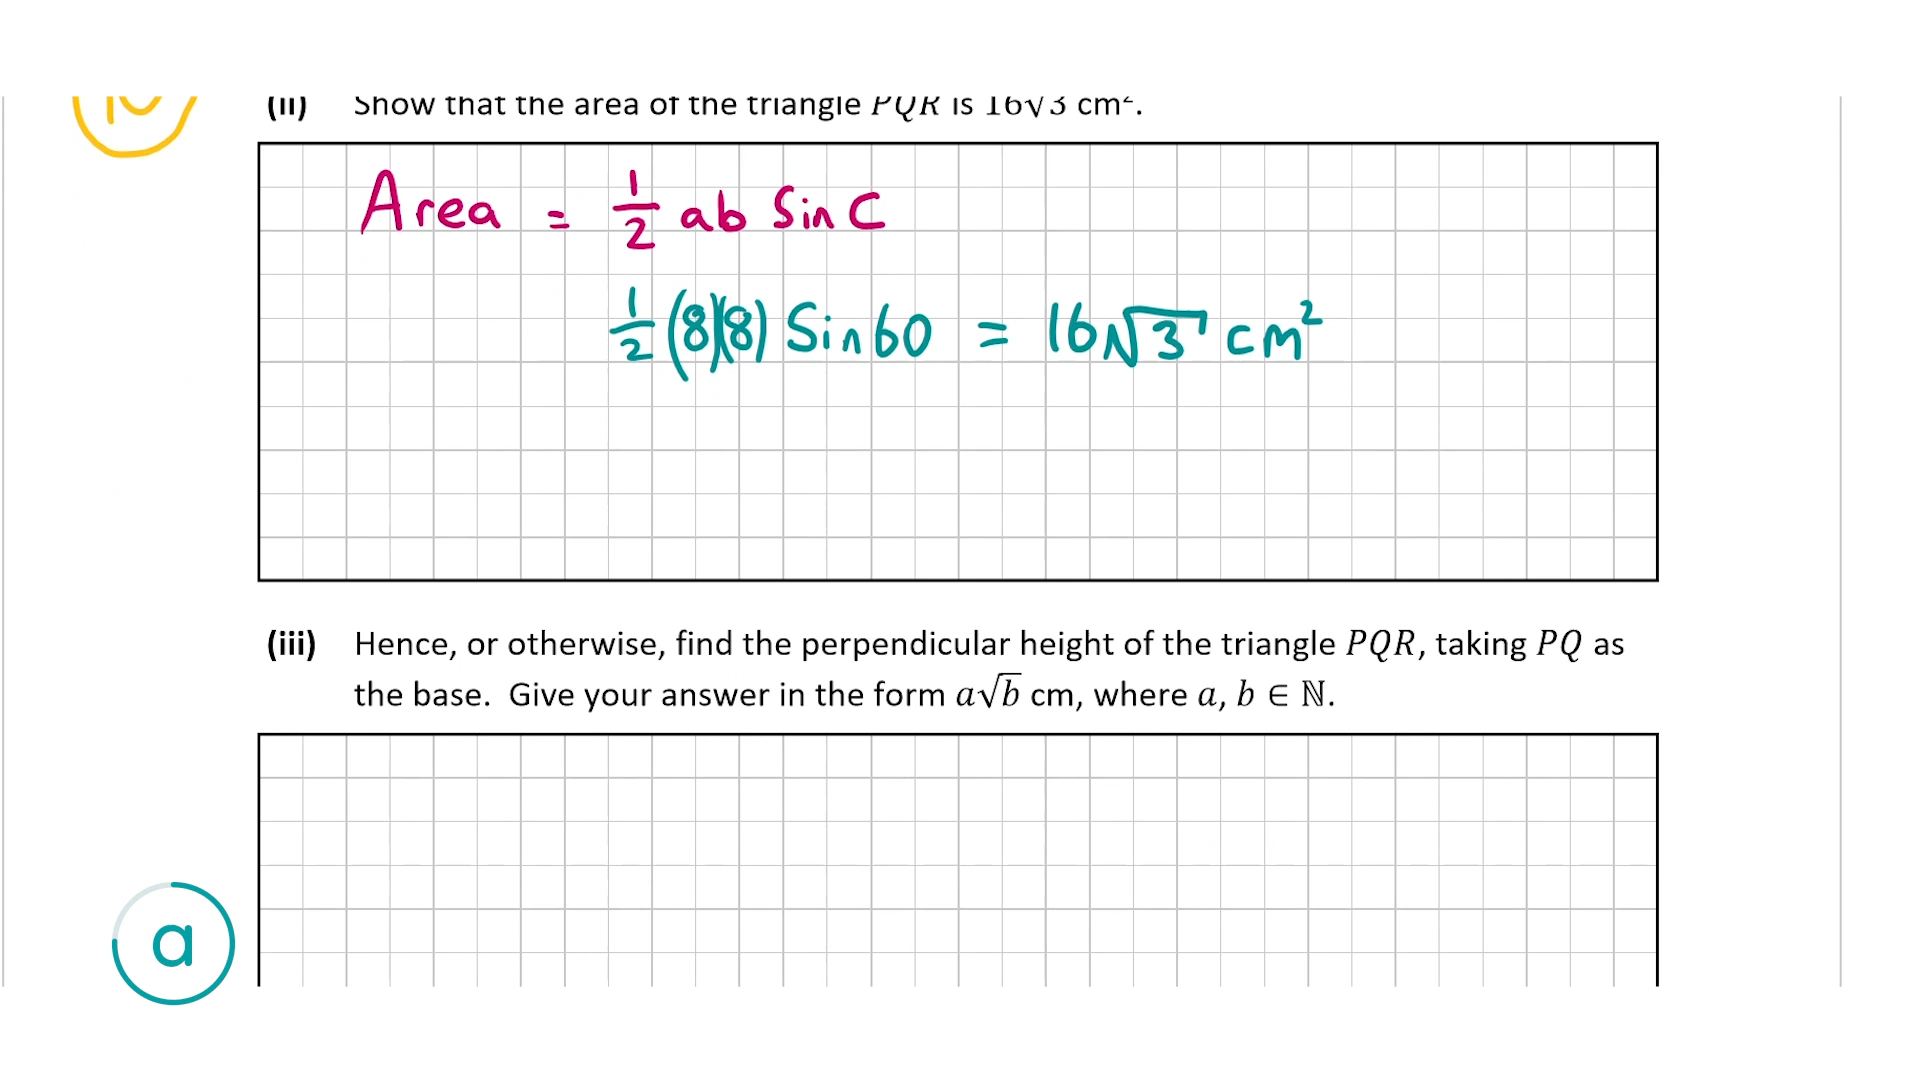 10
(ii) Show that the area of the triangle PQR is 16√3 cm².
Area = 1/2 ab Sin C
1/2 (8)(8) Sin 60 = 16√3 cm²
(iii) Hence, or otherwise, find the perpendicular height of the triangle PQR, taking PQ as
the base. Give your answer in the form a√b cm, where a, b ∈ ℕ.
a